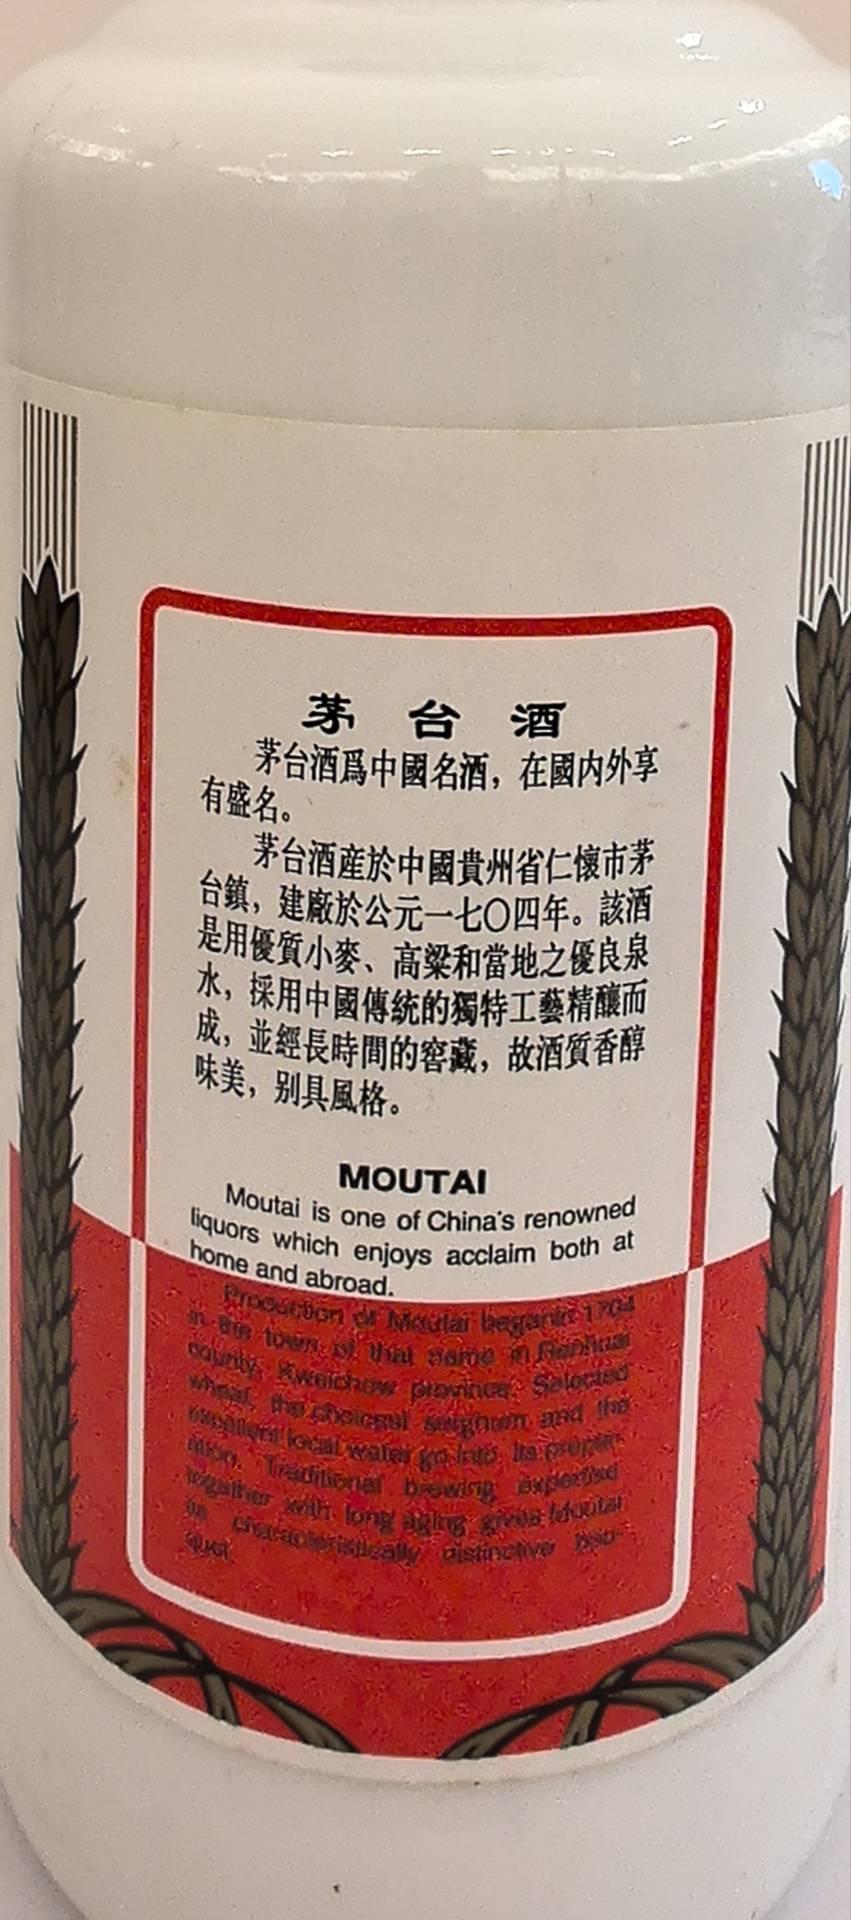 茅台酒
茅台酒爲中國名酒，在國内外享
有盛名。
茅台酒産於中國貴州省仁懷市茅
台鎮，建廠於公元一七〇四年。該酒
是用優質小麥、高粱和當地之優良泉
水，採用中國傳統的獨特工藝精釀而
成，並經長時間的窖藏，故酒質香醇
味美，别具風格。
MOUTAI
Moutai is one of China's renowned
liquors which enjoys acclaim both at
home and abroad.
Production of Moutai began in 1704
in the town of that name in Renhuai
county, Kweichow province. Selected
wheat, the choicest sorghum and the
excellent local water go into its prepar-
ation. Traditional brewing expertise
together with long aging gives Moutai
its characteristically distinctive bou-
quet.